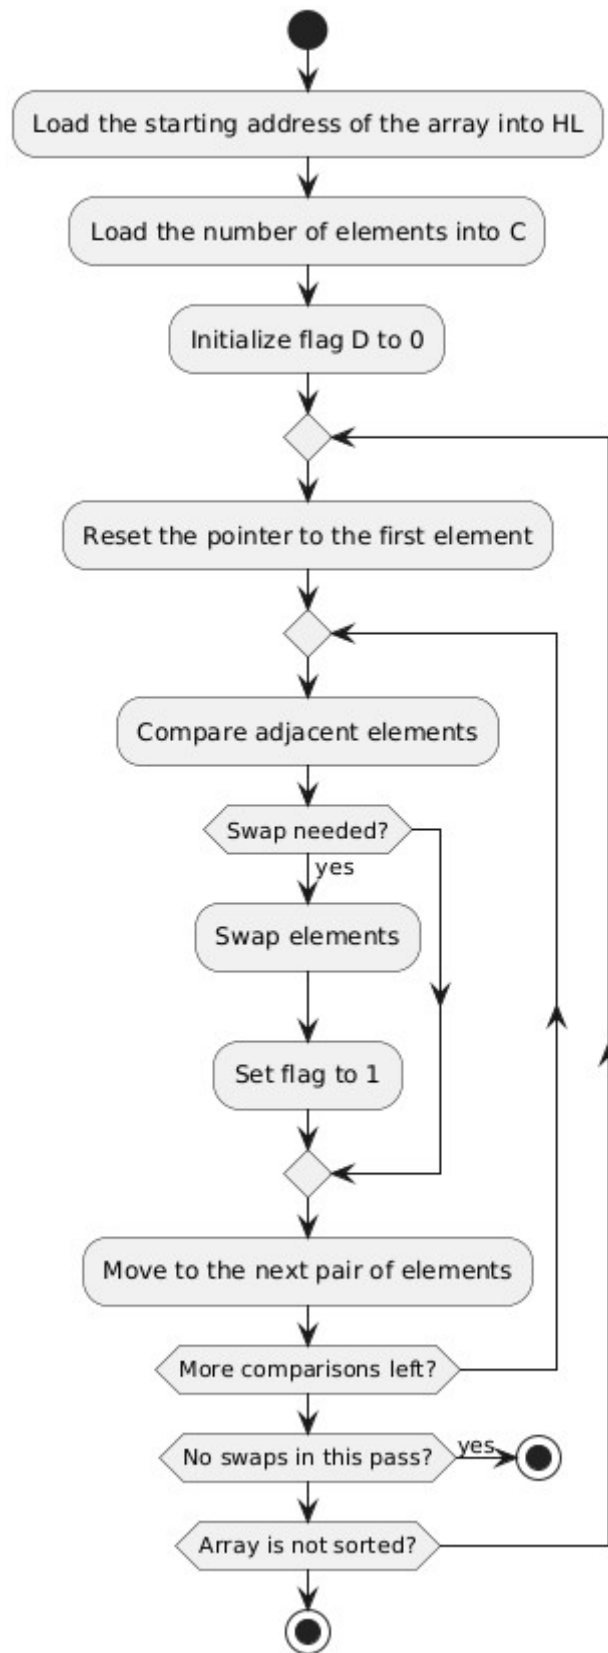 Load the starting address of the array into HL
Load the number of elements into C
Initialize flag D to 0
Reset the pointer to the first element
Compare adjacent elements
Swap needed?
yes
Swap elements
Set flag to 1
Move to the next pair of elements
More comparisons left?
No swaps in this pass?
yes
Array is not sorted?